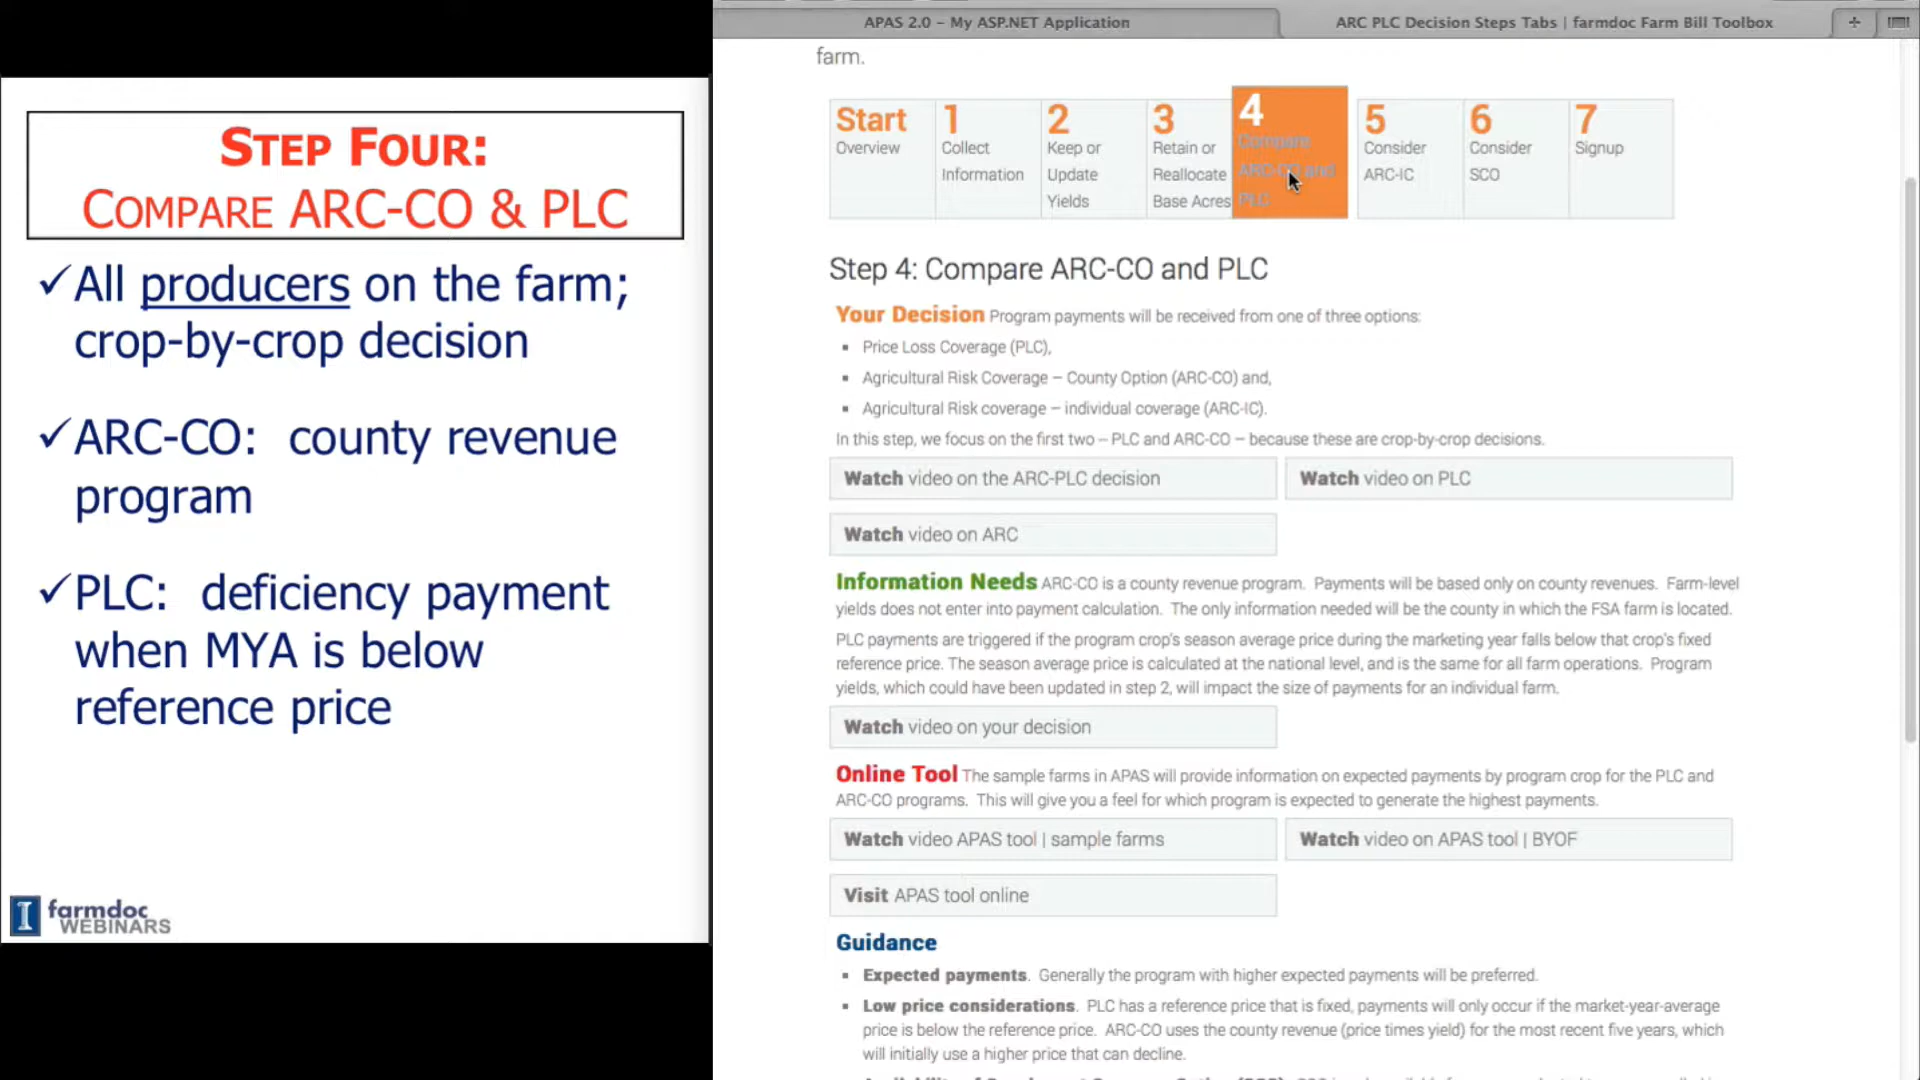 STEP FOUR:
COMPARE ARC-CO & PLC
✓All producers on the farm;
crop-by-crop decision
✓ARC-CO: county revenue
program
✓PLC: deficiency payment
when MYA is below
reference price
I farmdoc
WEBINARS
APAS 2.0 – My ASP.NET Application
ARC PLC Decision Steps Tabs | farmdoc Farm Bill Toolbox
farm.
Start
Overview
1
Collect
Information
2
Keep or
Update
Yields
3
Retain or
Reallocate
Base Acres
4
Compare
ARC-CO and
PLC
5
Consider
ARC-IC
6
Consider
SCO
7
Signup
Step 4: Compare ARC-CO and PLC
Your Decision Program payments will be received from one of three options:
▪ Price Loss Coverage (PLC),
▪ Agricultural Risk Coverage – County Option (ARC-CO) and,
▪ Agricultural Risk coverage – individual coverage (ARC-IC).
In this step, we focus on the first two – PLC and ARC-CO – because these are crop-by-crop decisions.
Watch video on the ARC-PLC decision
Watch video on PLC
Watch video on ARC
Information Needs ARC-CO is a county revenue program. Payments will be based only on county revenues. Farm-level
yields does not enter into payment calculation. The only information needed will be the county in which the FSA farm is located.
PLC payments are triggered if the program crop's season average price during the marketing year falls below that crop's fixed
reference price. The season average price is calculated at the national level, and is the same for all farm operations. Program
yields, which could have been updated in step 2, will impact the size of payments for an individual farm.
Watch video on your decision
Online Tool The sample farms in APAS will provide information on expected payments by program crop for the PLC and
ARC-CO programs. This will give you a feel for which program is expected to generate the highest payments.
Watch video APAS tool | sample farms
Watch video on APAS tool | BYOF
Visit APAS tool online
Guidance
▪ Expected payments. Generally the program with higher expected payments will be preferred.
▪ Low price considerations. PLC has a reference price that is fixed, payments will only occur if the market-year-average
price is below the reference price. ARC-CO uses the county revenue (price times yield) for the most recent five years, which
will initially use a higher price that can decline.